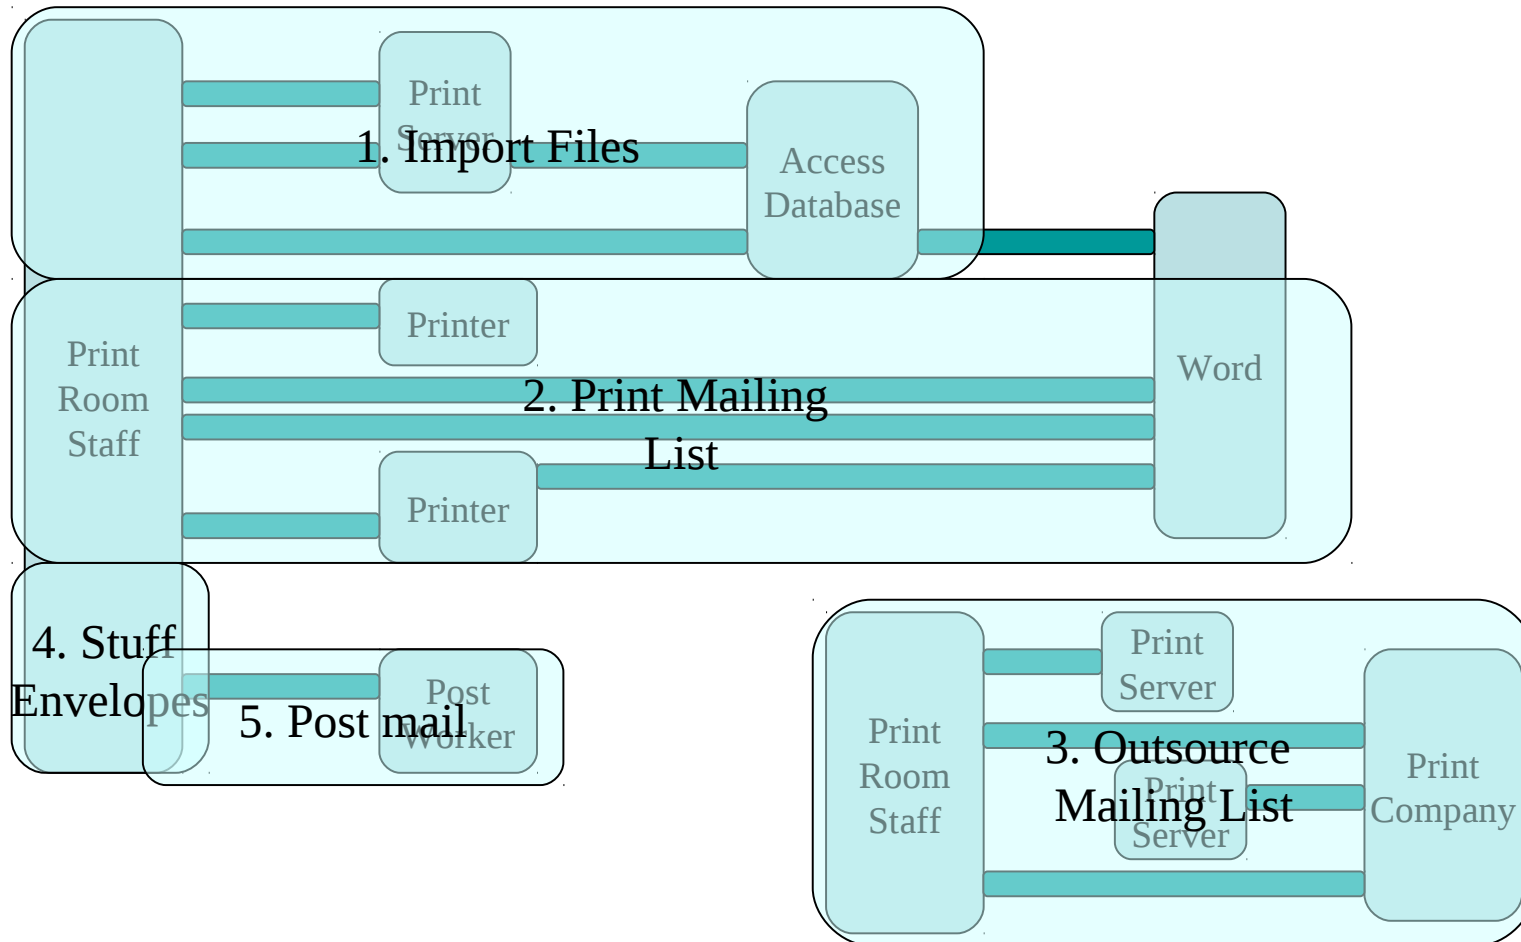 Print
Server
1. Import Files
Access
Database
Print
Room
Staff
Printer
Word
2. Print Mailing
List
Printer
4. Stuff
Envelopes
Post
Worker
5. Post mail
Print
Server
Print
Room
Staff
3. Outsource
Mailing List
Print
Server
Print
Company